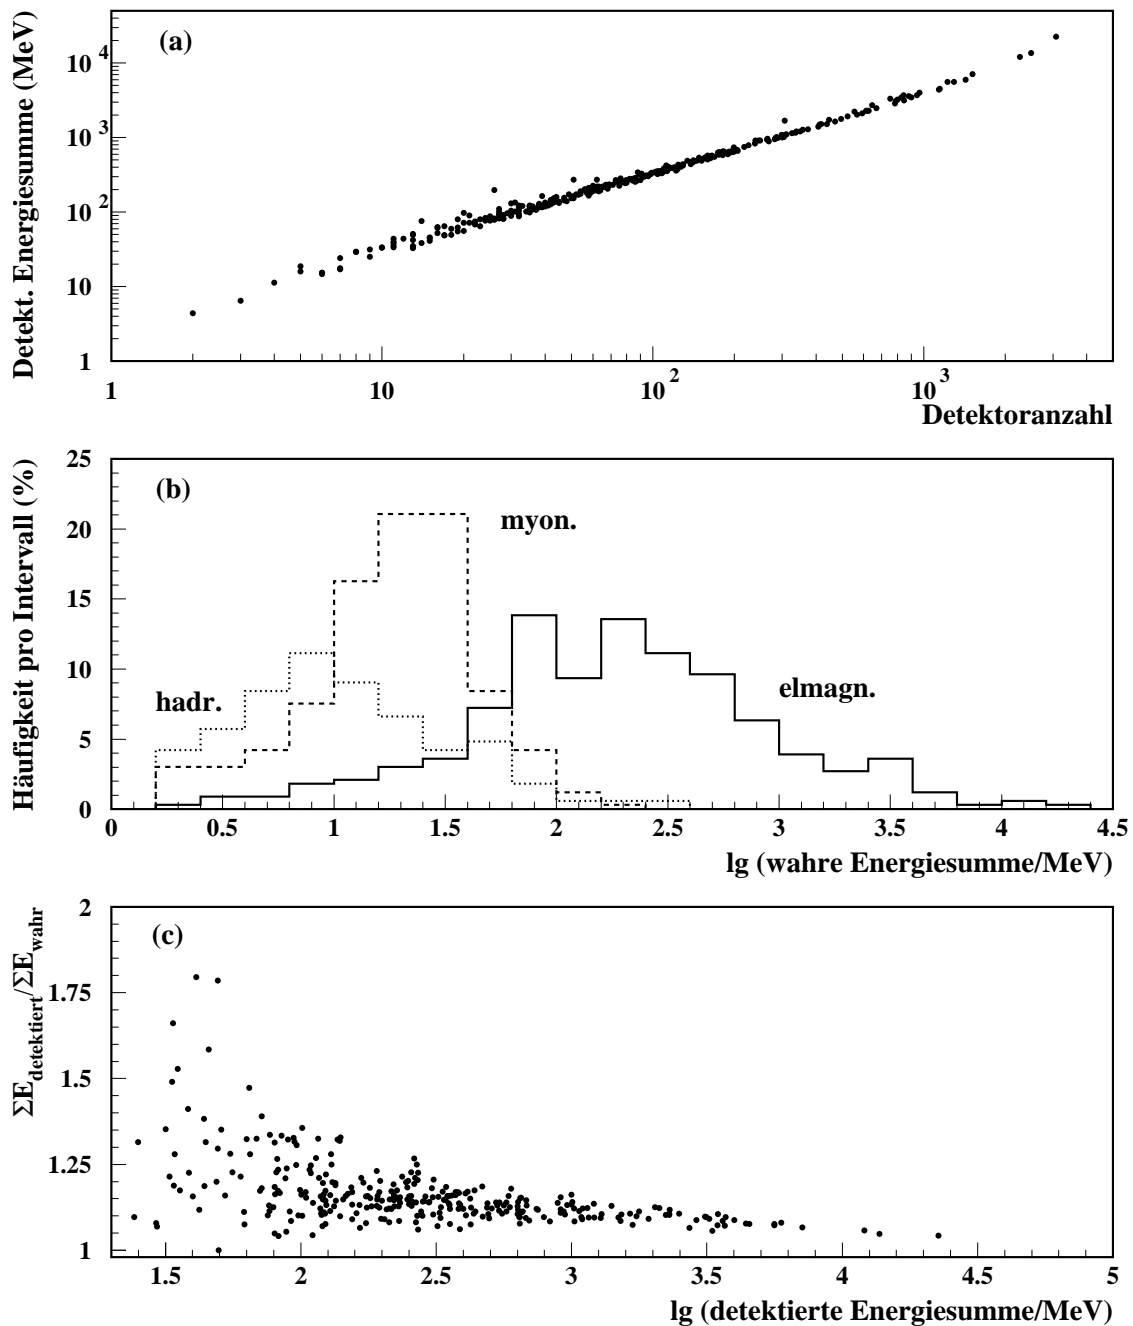 (a)
Detekt. Energiesumme (MeV)
10^4
10^3
10^2
10
1
1 10 10^2 10^3
Detektoranzahl
(b)
Häufigkeit pro Intervall (%)
25
20
15
10
5
0
myon.
hadr.
elmagn.
0 0.5 1 1.5 2 2.5 3 3.5 4 4.5
lg (wahre Energiesumme/MeV)
(c)
ΣE_detektiert/ΣE_wahr
2
1.75
1.5
1.25
1
1.5 2 2.5 3 3.5 4 4.5 5
lg (detektierte Energiesumme/MeV)